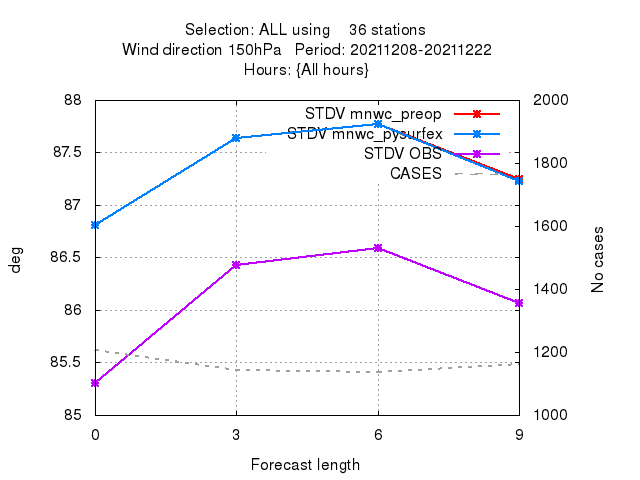 Selection: ALL using    36 stations
Wind direction 150hPa   Period: 20211208-20211222
Hours: {All hours}
88 2000
STDV mnwc_preop
STDV mnwc_pysurfex
87.5 STDV OBS 1800
CASES
87
86.5 1600
deg No cases
86 1400
85.5 1200
85 1000
0 3 6 9
Forecast length